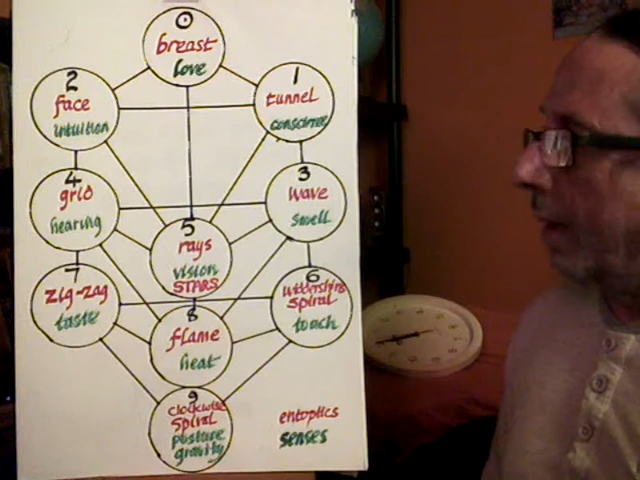 0
breast
love
2
face
intuition
1
tunnel
conscience
4
grid
hearing
3
wave
smell
5
rays
vision
STARS
7
zig-zag
taste
6
widdershins
spiral
touch
8
flame
heat
9
clockwise
spiral
posture
gravity
entoptics
senses